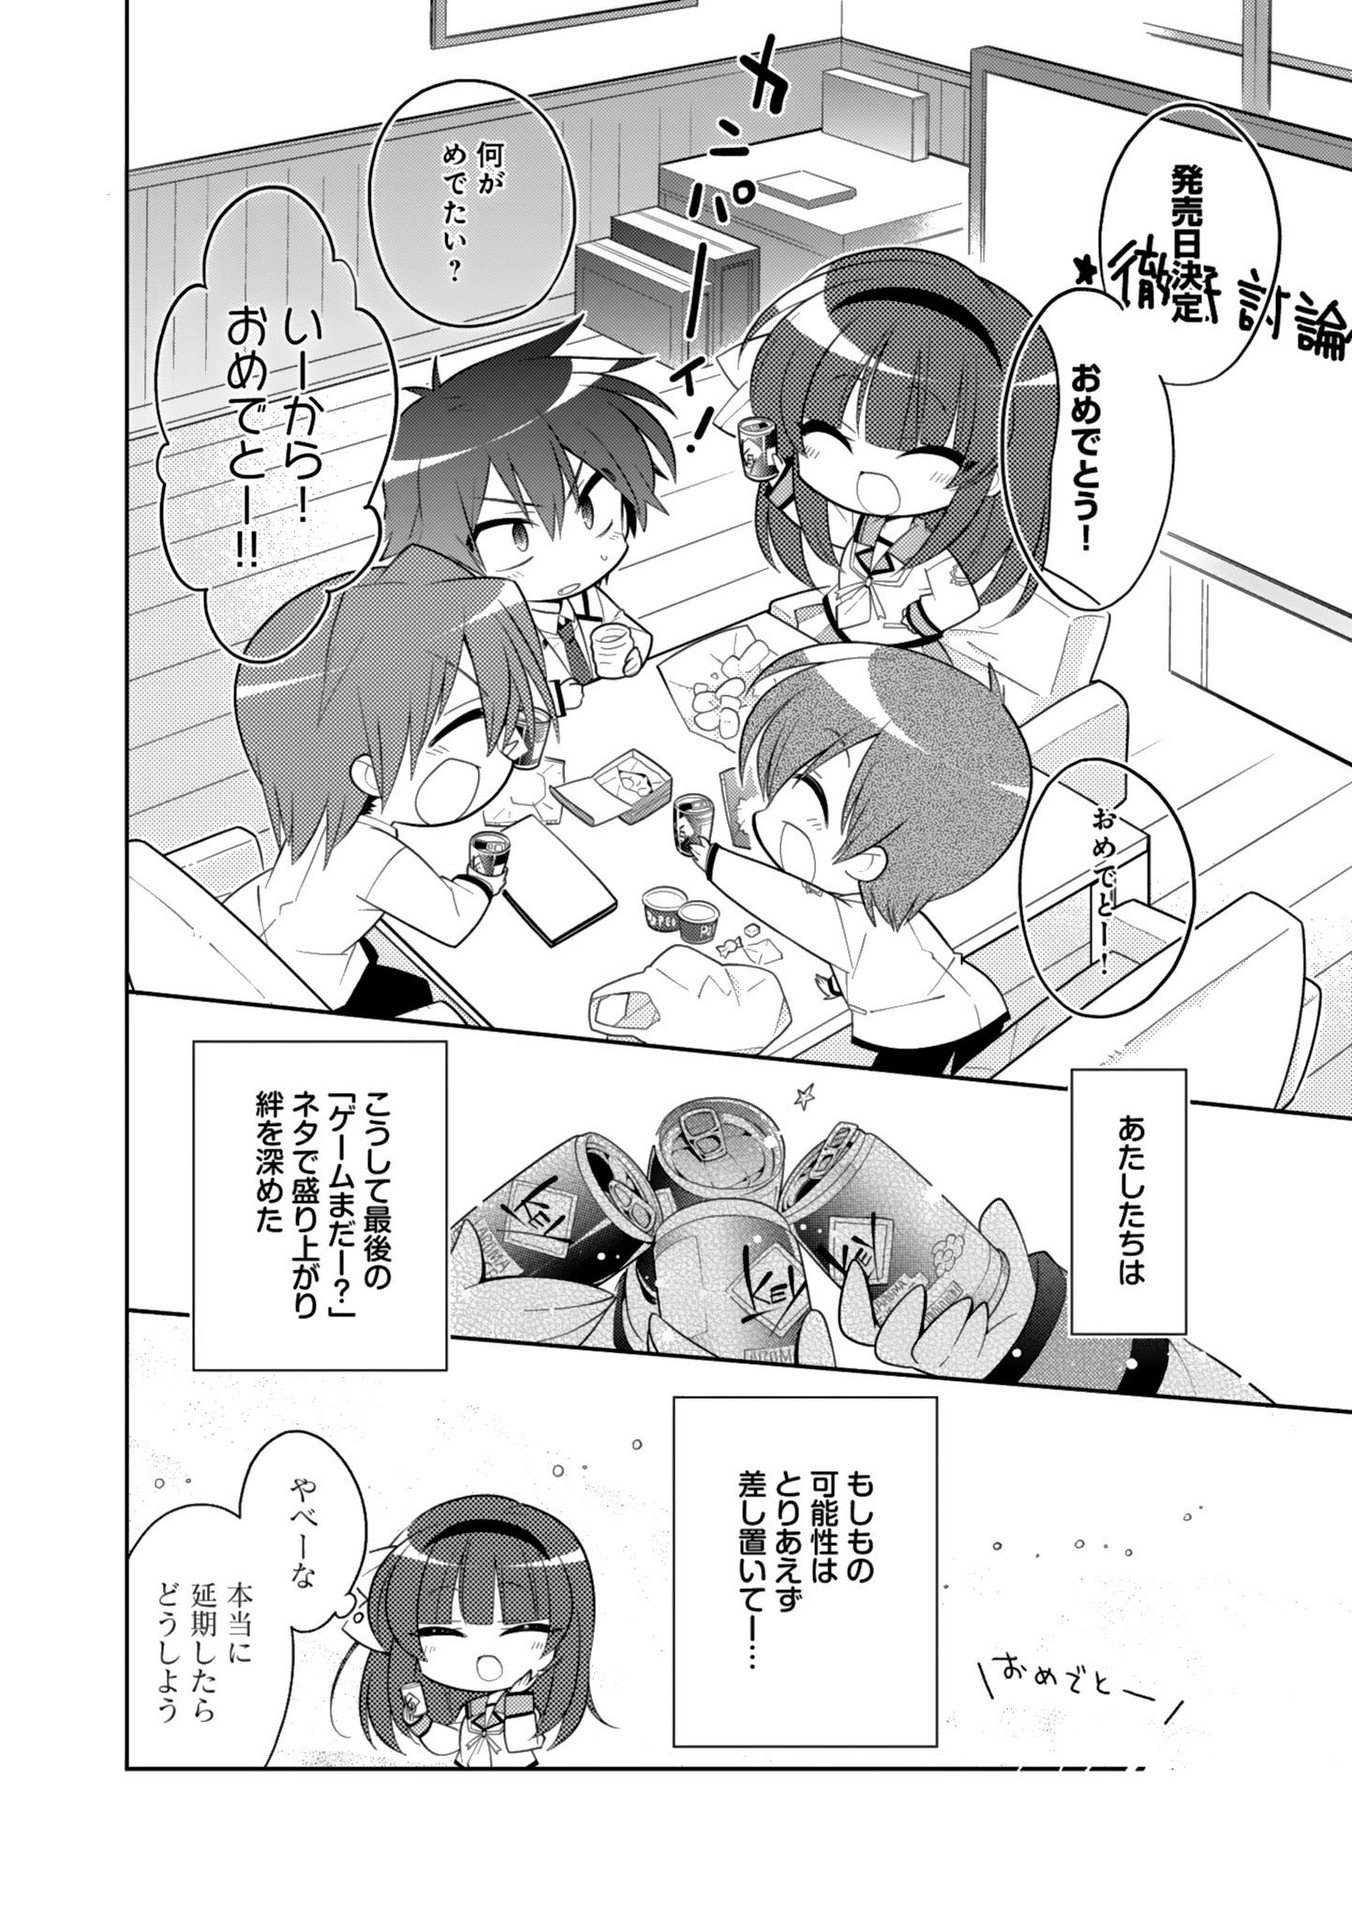 発売日決定
おめでとう！
★徹底討論
カンパーイ！
何が
めでたい？
いーから！
おめでとー！！
おめでとー！
あたしたちは
こうして最後の
「ゲームまだー？」
ネタで盛り上がり
絆を深めた
もしもの
可能性は
とりあえず
差し置いて―…
おめでとー
やべーな
本当に
延期したら
どうしよう